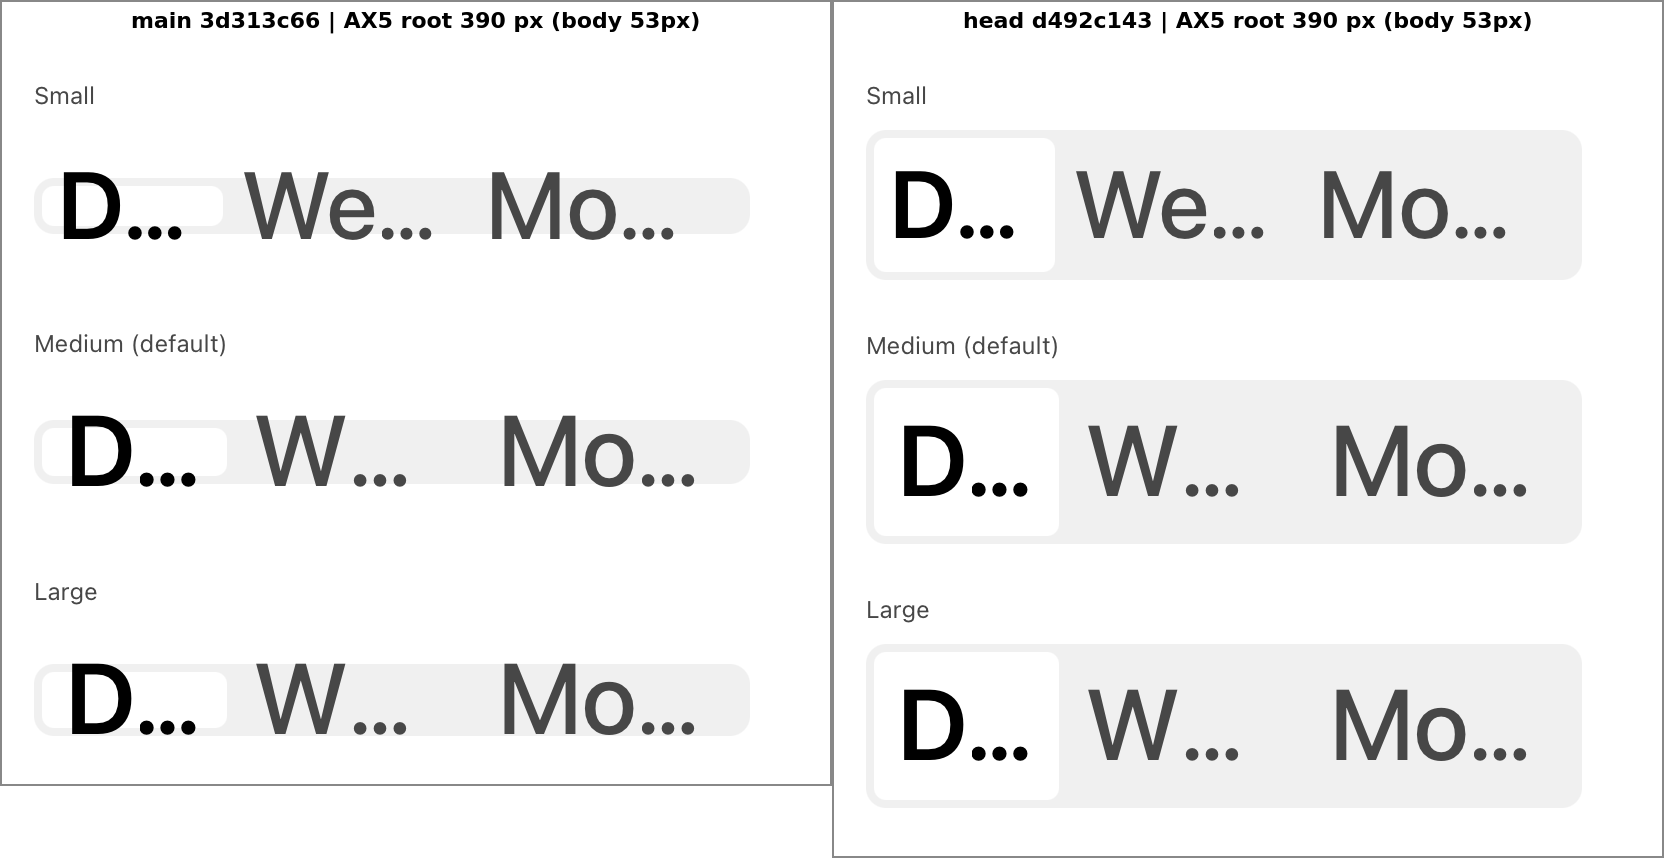 main 3d313c66 | AX5 root 390 px (body 53px)
Small
D... We... Mo...
Medium (default)
D... W... Mo...
Large
D... W... Mo...
head d492c143 | AX5 root 390 px (body 53px)
Small
D... We... Mo...
Medium (default)
D... W... Mo...
Large
D... W... Mo...